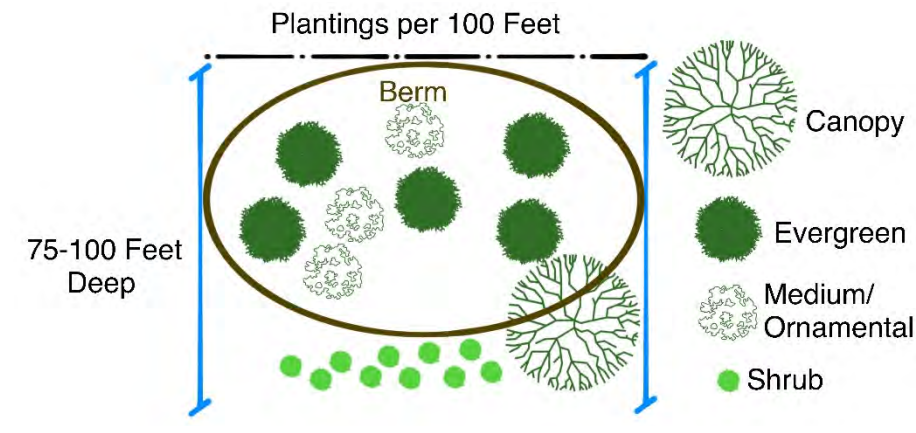 Plantings per 100 Feet
Berm
Canopy
75-100 Feet
Deep
Evergreen
Medium/
Ornamental
Shrub